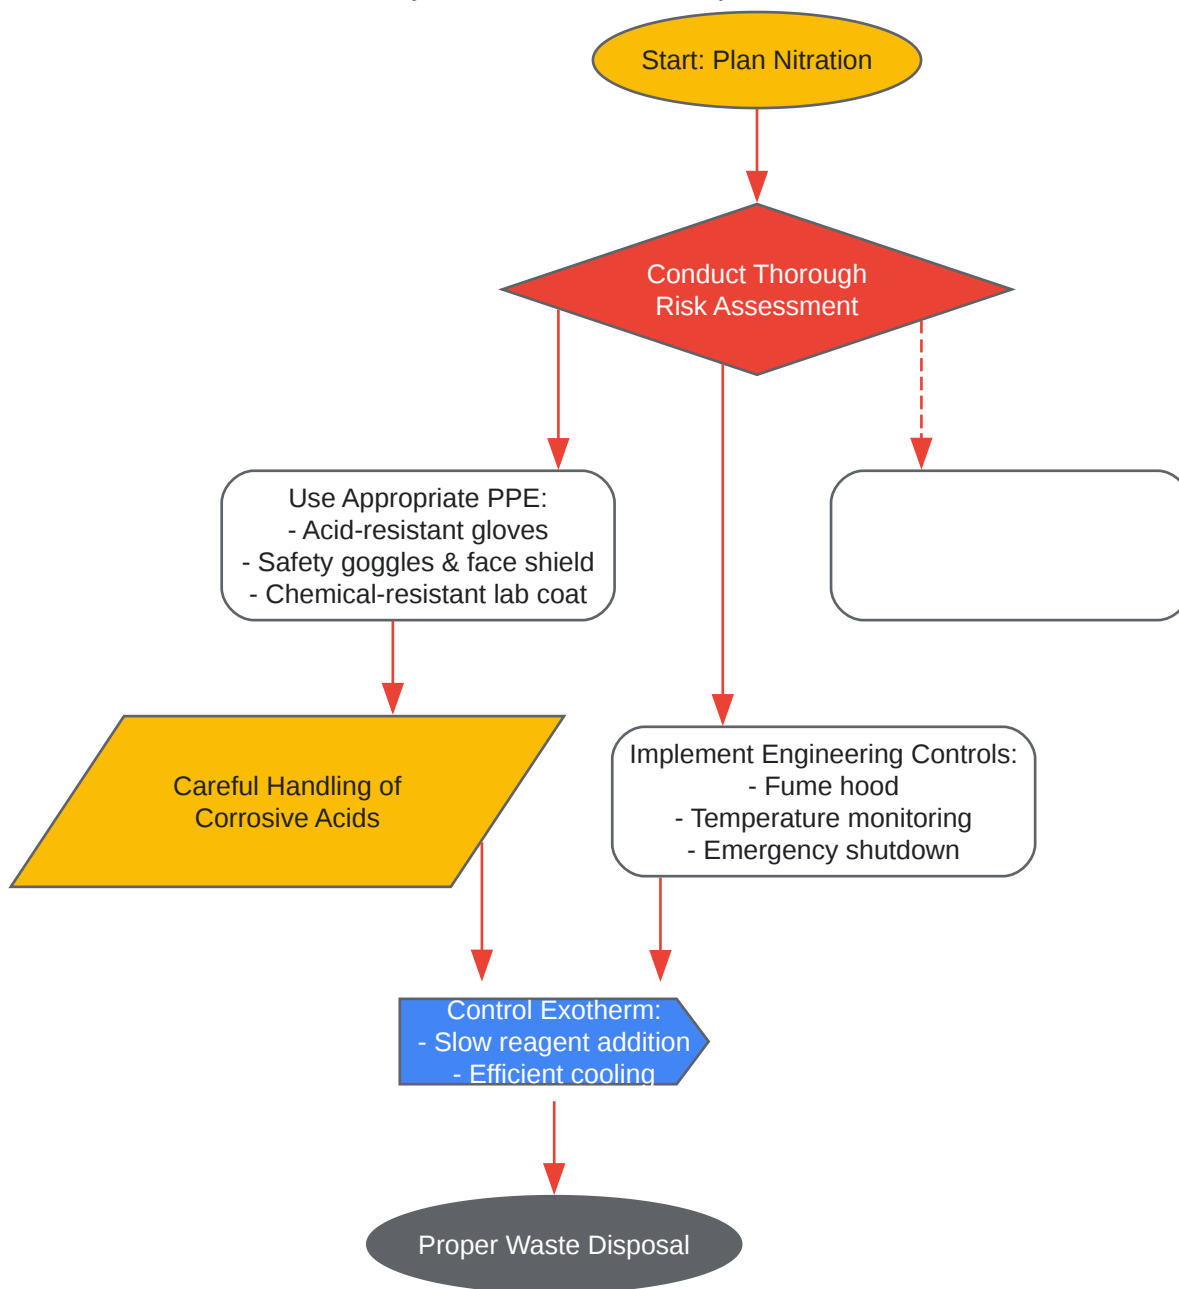 Start: Plan Nitration
Conduct Thorough
Risk Assessment
Use Appropriate PPE:
- Acid-resistant gloves
- Safety goggles & face shield
- Chemical-resistant lab coat
Careful Handling of
Corrosive Acids
Implement Engineering Controls:
- Fume hood
- Temperature monitoring
- Emergency shutdown
Control Exotherm:
- Slow reagent addition
- Efficient cooling
Proper Waste Disposal